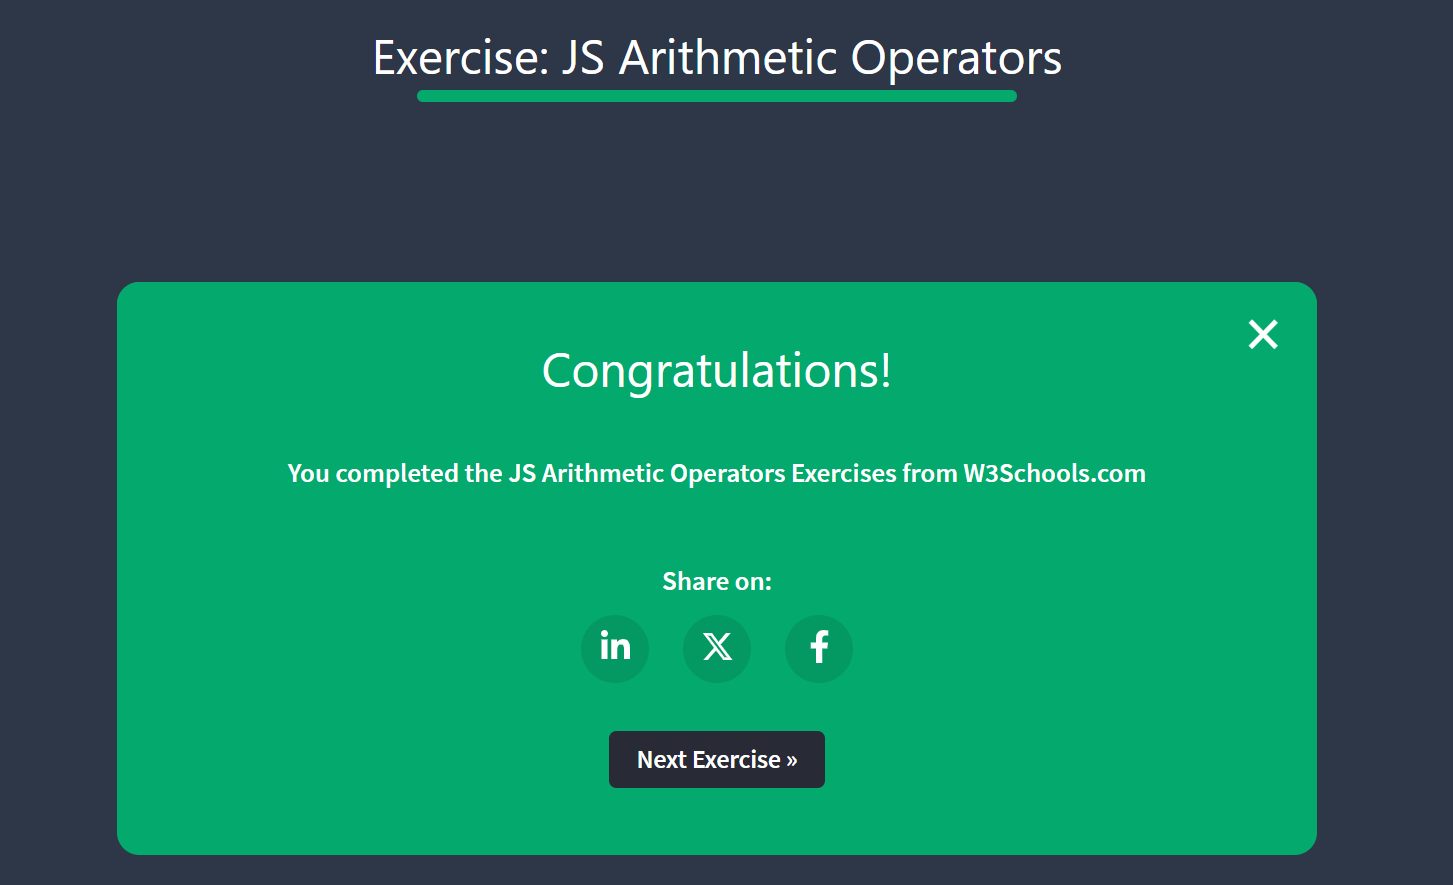 Exercise: JS Arithmetic Operators
Congratulations!
You completed the JS Arithmetic Operators Exercises from W3Schools.com
Share on:
Next Exercise »